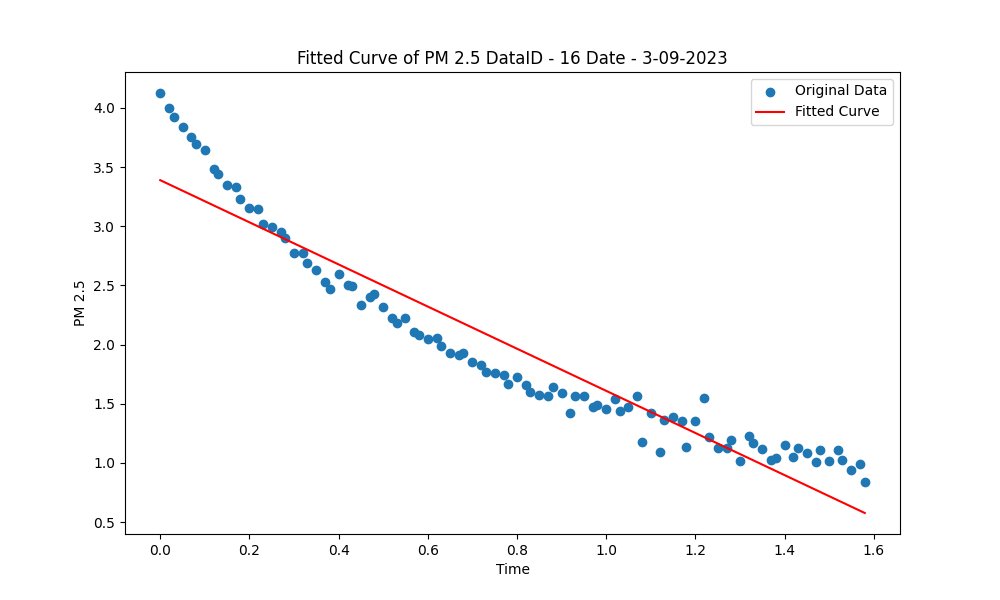 Fitted Curve of PM 2.5 DataID - 16 Date - 3-09-2023
Original Data
Fitted Curve
4.0
3.5
3.0
2.5
2.0
1.5
1.0
0.5
PM 2.5
0.0 0.2 0.4 0.6 0.8 1.0 1.2 1.4 1.6
Time